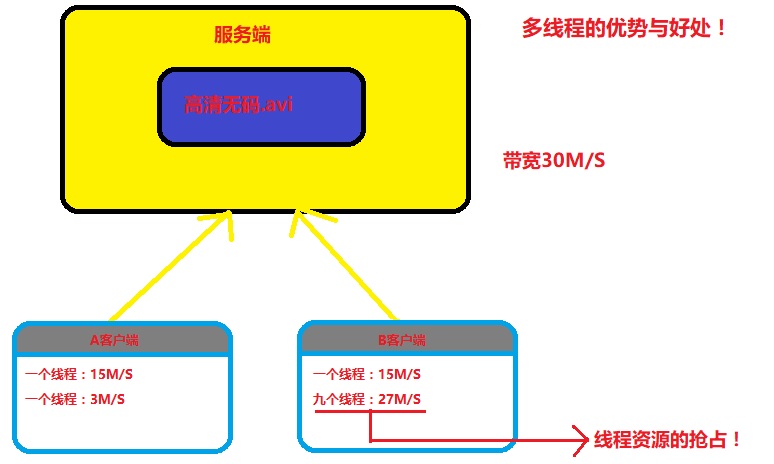 多线程的优势与好处！
服务端
高清无码.avi
带宽30M/S
A客户端
一个线程：15M/S
一个线程：3M/S
B客户端
一个线程：15M/S
九个线程：27M/S
线程资源的抢占！